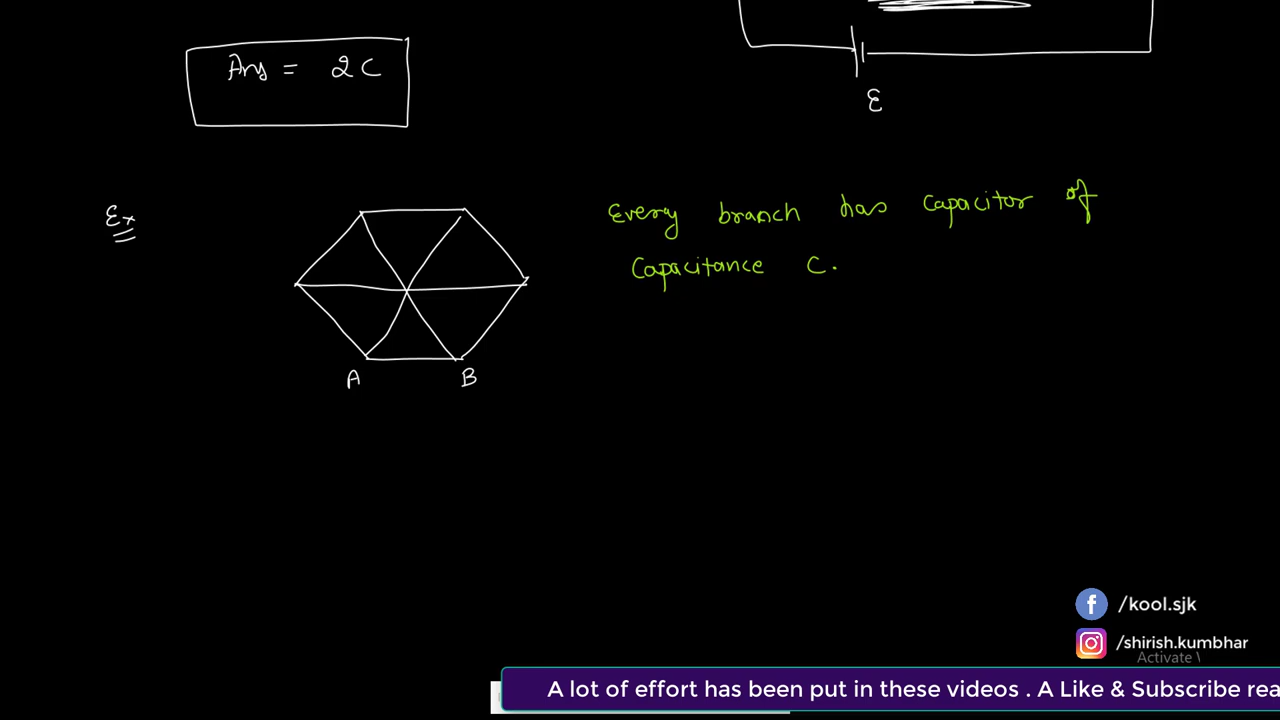 Ans = 2C
ε
Ex
Every branch has capacitor of
Capacitance C.
A B
/kool.sjk
/shirish.kumbhar
Activate \
A lot of effort has been put in these videos . A Like & Subscribe rea